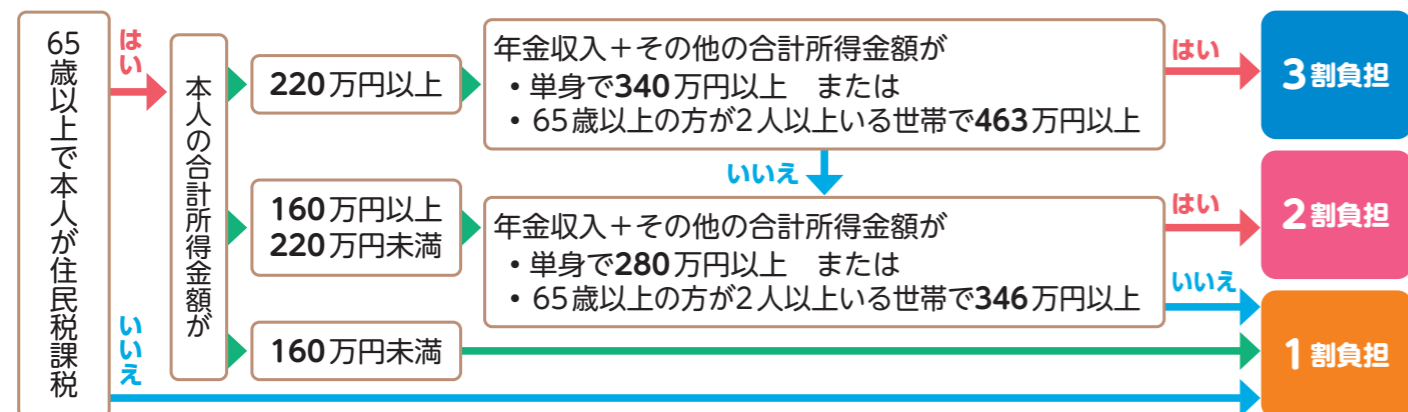 65歳以上で本人が住民税課税
はい
いいえ
本人の合計所得金額が
220万円以上
年金収入＋その他の合計所得金額が
・単身で340万円以上　または
・65歳以上の方が2人以上いる世帯で463万円以上
はい
3割負担
いいえ
160万円以上
220万円未満
年金収入＋その他の合計所得金額が
・単身で280万円以上　または
・65歳以上の方が2人以上いる世帯で346万円以上
はい
2割負担
いいえ
160万円未満
1割負担